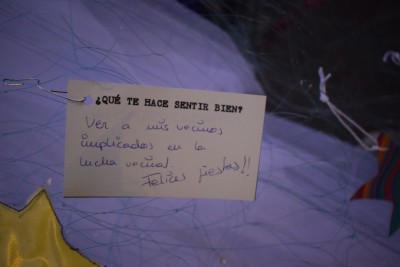 ¿QUÉ TE HACE SENTIR BIEN?
Ver a mis vecinos
implicados en la
lucha vecinal.
Felices fiestas!!